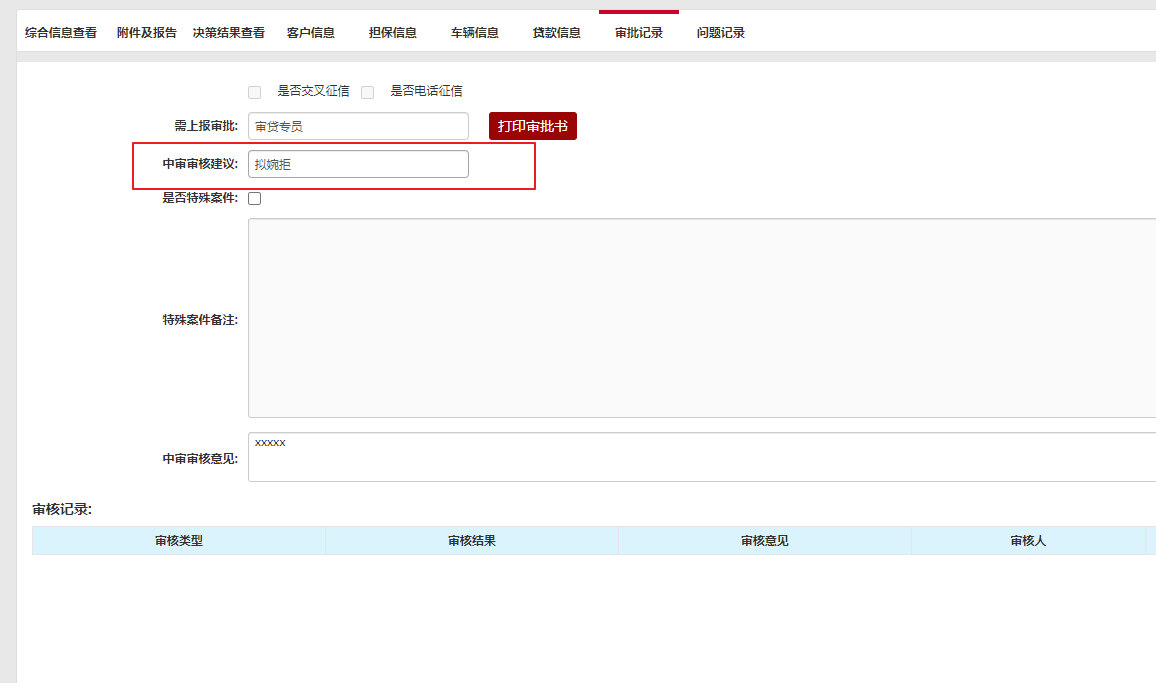 综合信息查看 附件及报告 决策结果查看 客户信息 担保信息 车辆信息 贷款信息 审批记录 问题记录
是否交叉征信 是否电话征信
需上报审批: 审贷专员 打印审批书
中审审核建议: 拟婉拒
是否特殊案件:
特殊案件备注:
xxxxx
中审审核意见:
审核记录:
审核类型 审核结果 审核意见 审核人